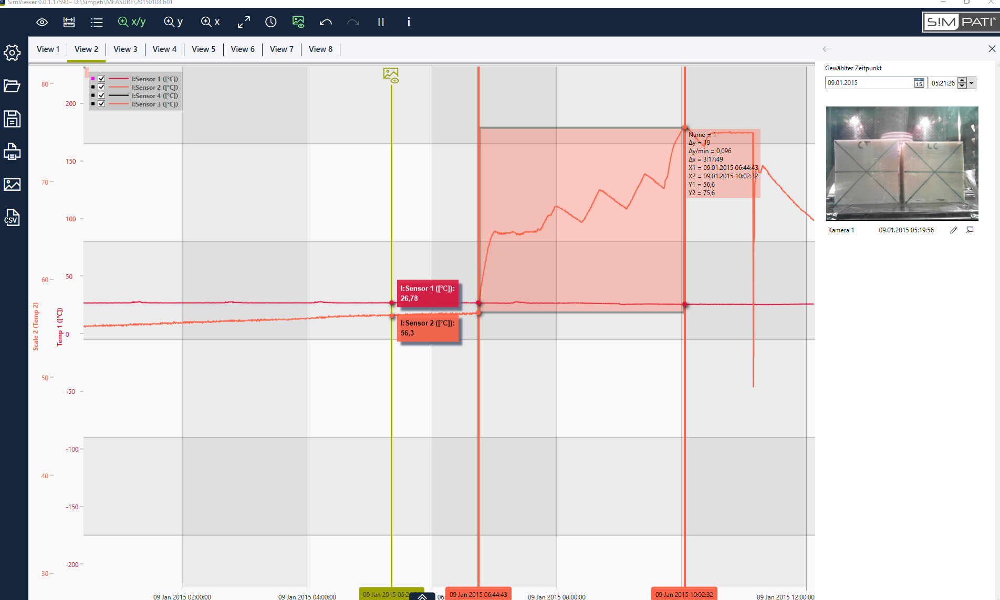 SimViewer 0.0.1.17590 - D:\Simpati\MEASURE\20150108.h01
x/y
y
x
SIMPATI®
View 1
View 2
View 3
View 4
View 5
View 6
View 7
View 8
CSV
I:Sensor 1 ([°C])
I:Sensor 2 ([°C])
I:Sensor 4 ([°C])
I:Sensor 3 ([°C])
80
70
60
50
40
30
Scale 2 (Temp 2)
200
150
100
50
0
-50
-100
-150
-200
Temp 1 ([°C])
I:Sensor 1 ([°C]):
26,78
I:Sensor 2 ([°C]):
56,3
Name = 1
Δy = 19
Δy/min = 0,096
Δx = 3:17:49
X1 = 09.01.2015 06:44:43
X2 = 09.01.2015 10:02:32
Y1 = 56,6
Y2 = 75,6
09 Jan 2015 02:00:00
09 Jan 2015 04:00:00
09 Jan 2015 05:2
06:
09 Jan 2015 06:44:43
09 Jan 2015 08:00:00
09 Jan 2015 10:02:32
09 Jan 2015 12:00:00
Gewählter Zeitpunkt
09.01.2015
15
05:21:26
CT
LC
Kamera 1
09.01.2015 05:19:56